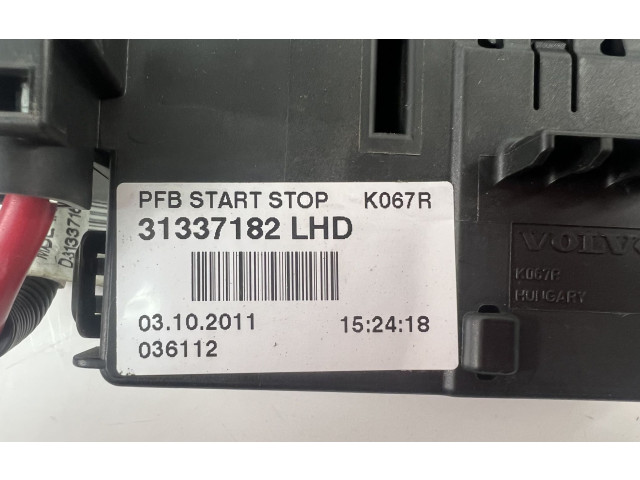 PFB START STOP K067R
31337182 LHD
03.10.2011 15:24:18
036112
VOLVO
K067R
HUNGARY